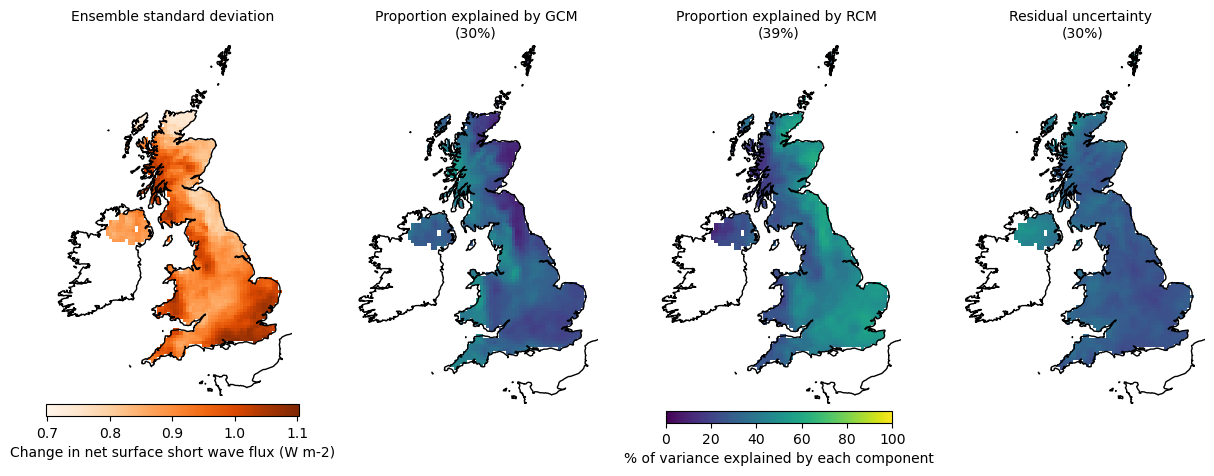 Ensemble standard deviation
Proportion explained by GCM
(30%)
Proportion explained by RCM
(39%)
Residual uncertainty
(30%)
0.7 0.8 0.9 1.0 1.1
Change in net surface short wave flux (W m-2)
0 20 40 60 80 100
% of variance explained by each component